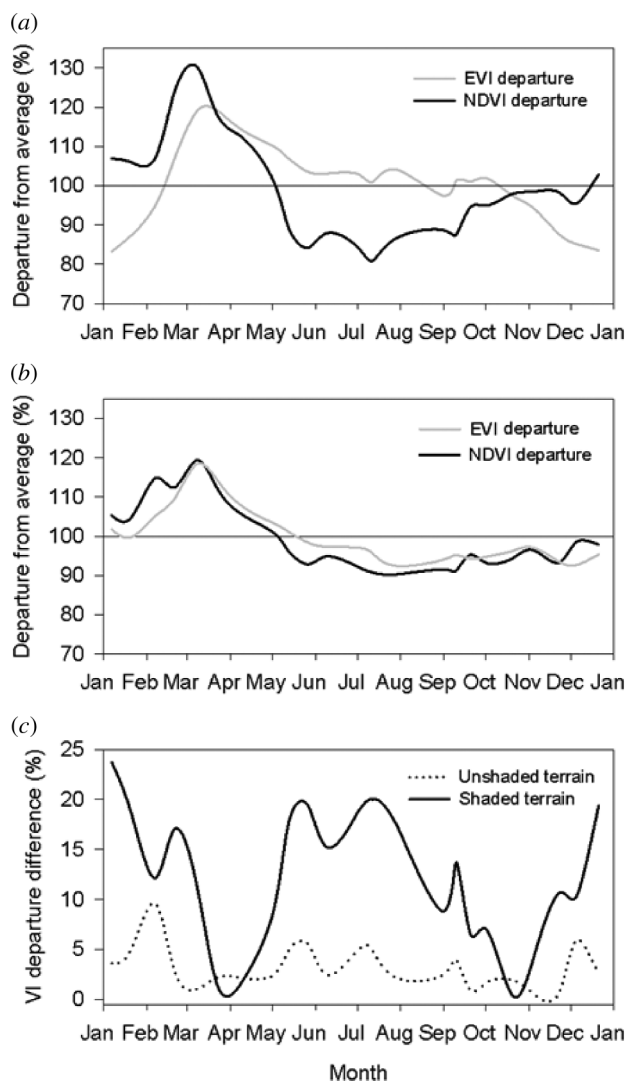 (a)
Departure from average (%)
130
120
110
100
90
80
70
EVI departure
NDVI departure
Jan Feb Mar Apr May Jun Jul Aug Sep Oct Nov Dec Jan
(b)
Departure from average (%)
130
120
110
100
90
80
70
EVI departure
NDVI departure
Jan Feb Mar Apr May Jun Jul Aug Sep Oct Nov Dec Jan
(c)
VI departure difference (%)
25
20
15
10
5
0
Unshaded terrain
Shaded terrain
Jan Feb Mar Apr May Jun Jul Aug Sep Oct Nov Dec Jan
Month